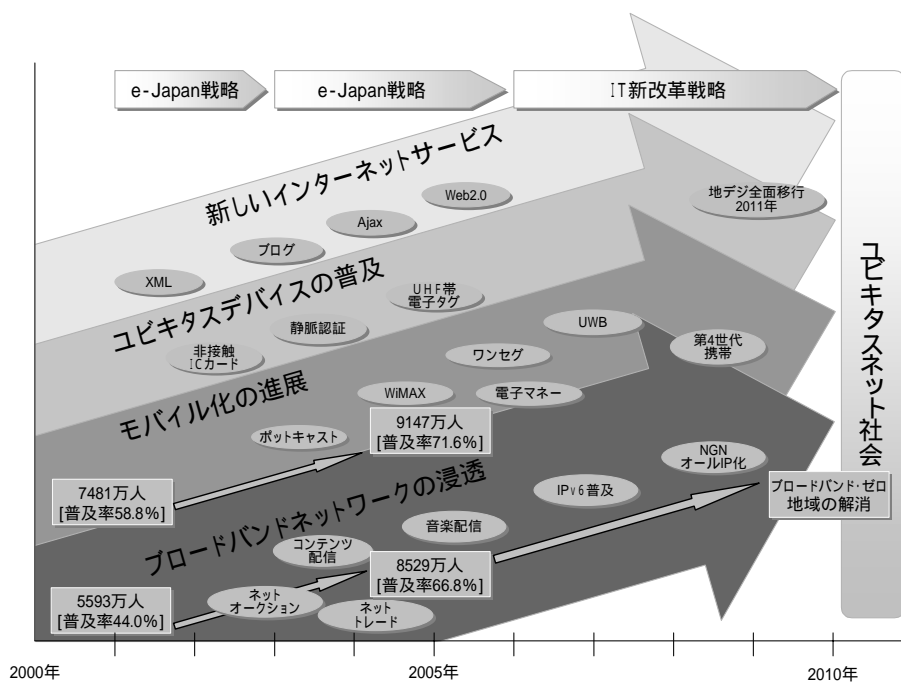 e-Japan戦略
e-Japan戦略
IT新改革戦略
新しいインターネットサービス
Web2.0
地デジ全面移行
2011年
Ajax
ブログ
XML
ユビキタスデバイスの普及
UHF帯
電子タグ
静脈認証
非接触
ICカード
UWB
ワンセグ
第4世代
携帯
モバイル化の進展
WiMAX
電子マネー
ポットキャスト
9147万人
[普及率71.6%]
7481万人
[普及率58.8%]
NGN
オールIP化
IPv6普及
ブロードバンド・ゼロ
地域の解消
ブロードバンドネットワークの浸透
音楽配信
コンテンツ
配信
8529万人
[普及率66.8%]
5593万人
[普及率44.0%]
ネット
オークション
ネット
トレード
ユビキタスネット社会
2000年
2005年
2010年